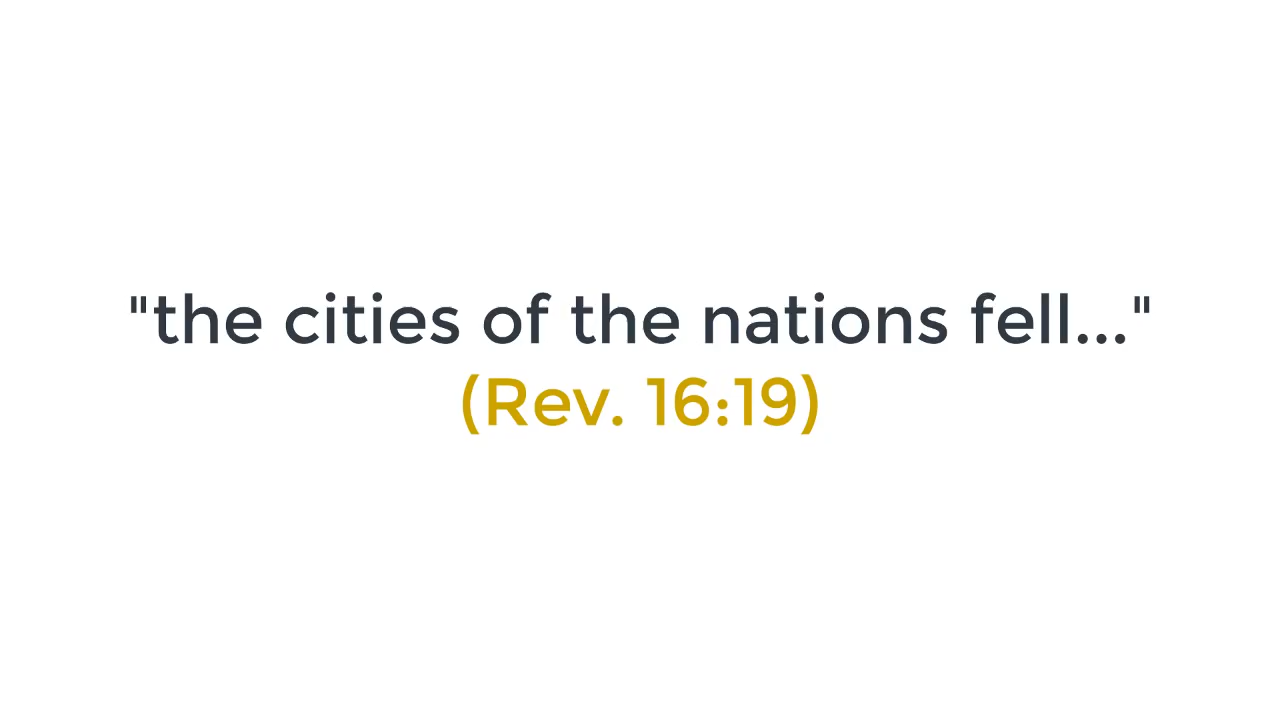 "the cities of the nations fell..."
(Rev. 16:19)